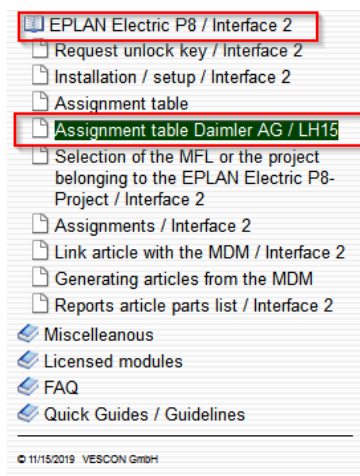 EPLAN Electric P8 / Interface 2
Request unlock key / Interface 2
Installation / setup / Interface 2
Assignment table
Assignment table Daimler AG / LH15
Selection of the MFL or the project
belonging to the EPLAN Electric P8-
Project / Interface 2
Assignments / Interface 2
Link article with the MDM / Interface 2
Generating articles from the MDM
Reports article parts list / Interface 2
Miscelleanous
Licensed modules
FAQ
Quick Guides / Guidelines
© 11/15/2019 VESCON GmbH